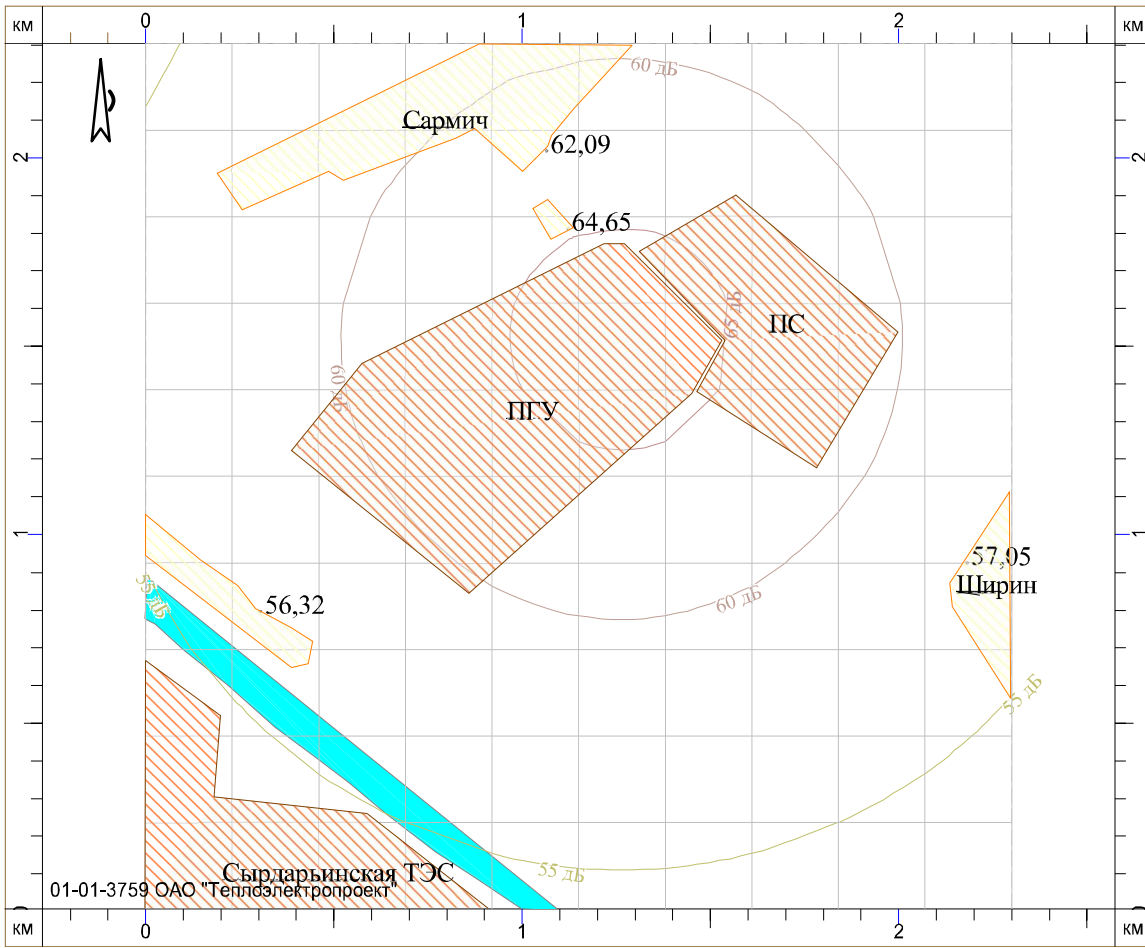 км 0 1 2 км
60 дБ
Сармич
62,09
2 2
64,65
65 дБ
ПС
60 дБ
ПГУ
1 1
57,05
Ширин
55 дБ
56,32
60 дБ
55 дБ
55 дБ
Сырдарьинская ТЭС
01-01-3759 ОАО "Теплоэлектропроект"
0 0
км 0 1 2 км